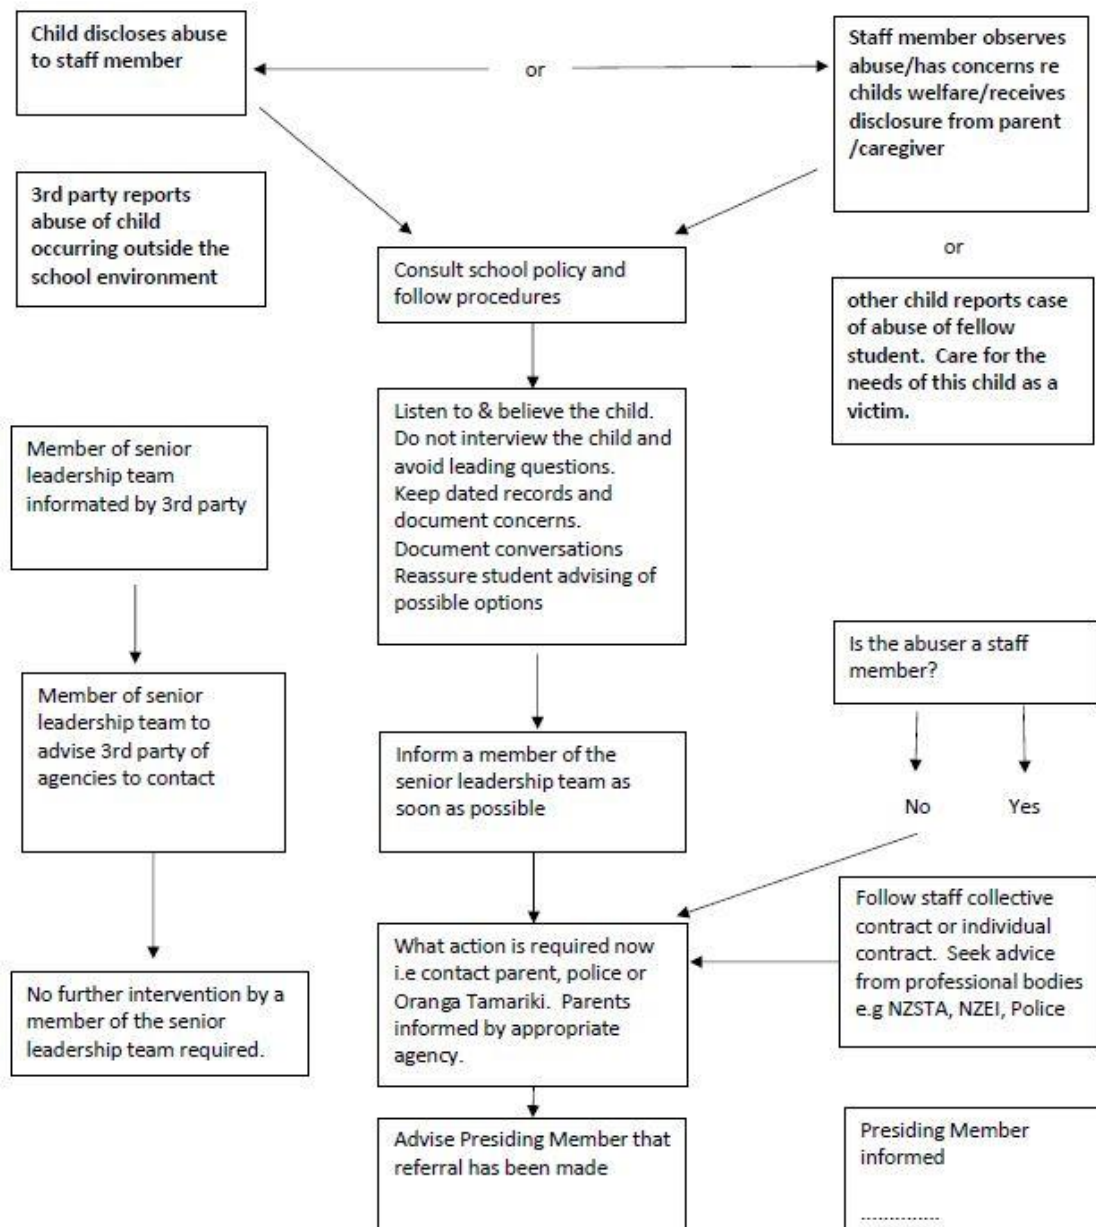 Child discloses abuse
to staff member
or
Staff member observes
abuse/has concerns re
childs welfare/receives
disclosure from parent
/caregiver
3rd party reports
abuse of child
occurring outside the
school environment
Consult school policy and
follow procedures
or
other child reports case
of abuse of fellow
student. Care for the
needs of this child as a
victim.
Listen to & believe the child.
Do not interview the child and
avoid leading questions.
Keep dated records and
document concerns.
Document conversations
Reassure student advising of
possible options
Member of senior
leadership team
informated by 3rd party
Is the abuser a staff
member?
Member of senior
leadership team to
advise 3rd party of
agencies to contact
Inform a member of the
senior leadership team as
soon as possible
No
Yes
What action is required now
i.e contact parent, police or
Oranga Tamariki. Parents
informed by appropriate
agency.
Follow staff collective
contract or individual
contract. Seek advice
from professional bodies
e.g NZSTA, NZEI, Police
No further intervention by a
member of the senior
leadership team required.
Advise Presiding Member that
referral has been made
Presiding Member
informed
..............